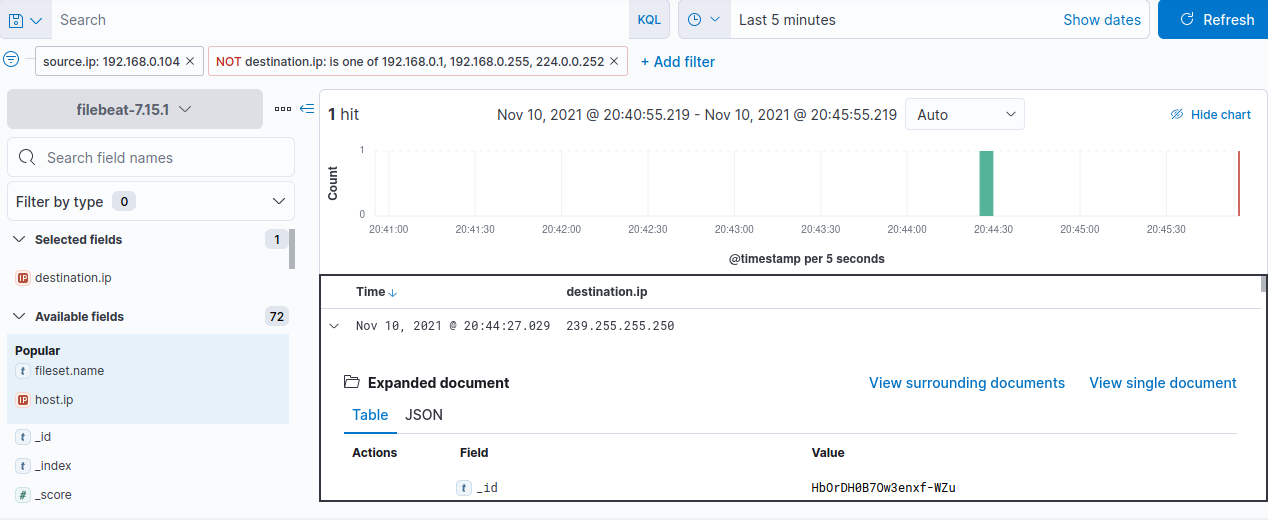 Search KQL Last 5 minutes Show dates Refresh
source.ip: 192.168.0.104 × NOT destination.ip: is one of 192.168.0.1, 192.168.0.255, 224.0.0.252 × + Add filter
filebeat-7.15.1
Search field names
Filter by type 0
Selected fields 1
destination.ip
Available fields 72
Popular
t fileset.name
IP host.ip
t _id
t _index
# _score
1 hit Nov 10, 2021 @ 20:40:55.219 - Nov 10, 2021 @ 20:45:55.219 Auto Hide chart
Count
1
0
20:41:00 20:41:30 20:42:00 20:42:30 20:43:00 20:43:30 20:44:00 20:44:30 20:45:00 20:45:30
@timestamp per 5 seconds
Time destination.ip
Nov 10, 2021 @ 20:44:27.029 239.255.255.250
Expanded document View surrounding documents View single document
Table JSON
Actions Field Value
t _id HbOrDH0B7Ow3enxf-WZu